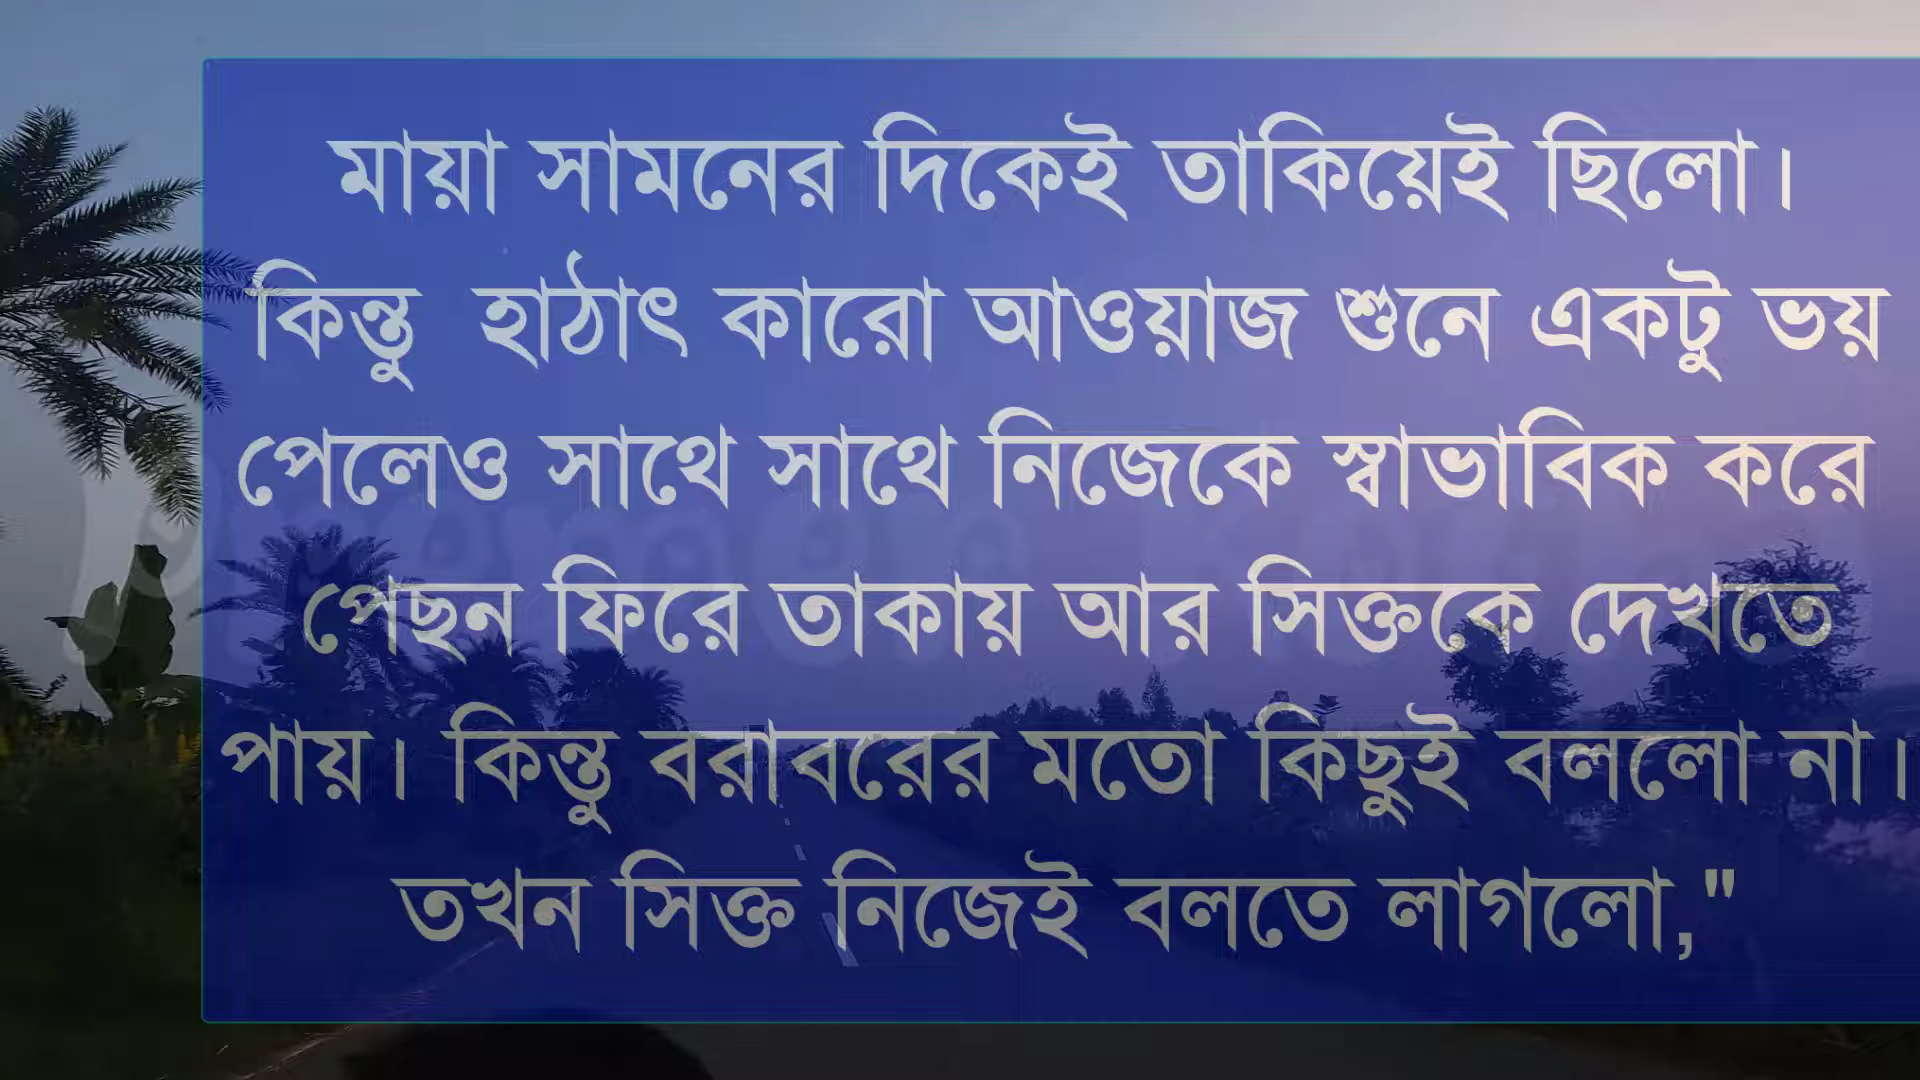 মায়া সামনের দিকেই তাকিয়েই ছিলো।
কিন্তু হাঠাৎ কারো আওয়াজ শুনে একটু ভয়
পেলেও সাথে সাথে নিজেকে স্বাভাবিক করে
পেছন ফিরে তাকায় আর সিক্তকে দেখতে
পায়। কিন্তু বরাবরের মতো কিছুই বললো না।
তখন সিক্ত নিজেই বলতে লাগলো,"